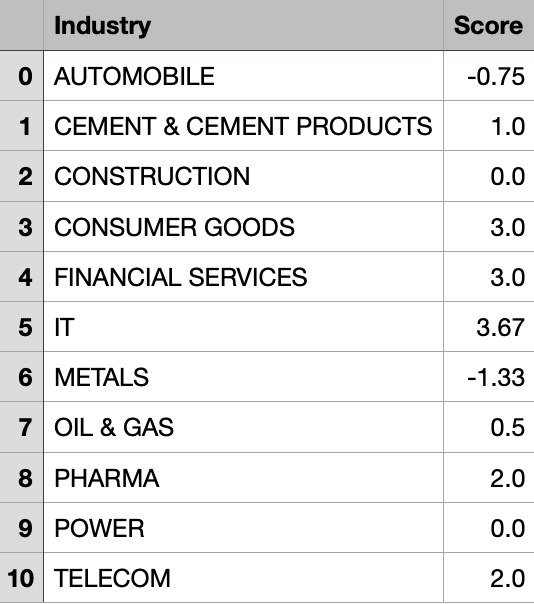 Industry Score
0 AUTOMOBILE -0.75
1 CEMENT & CEMENT PRODUCTS 1.0
2 CONSTRUCTION 0.0
3 CONSUMER GOODS 3.0
4 FINANCIAL SERVICES 3.0
5 IT 3.67
6 METALS -1.33
7 OIL & GAS 0.5
8 PHARMA 2.0
9 POWER 0.0
10 TELECOM 2.0